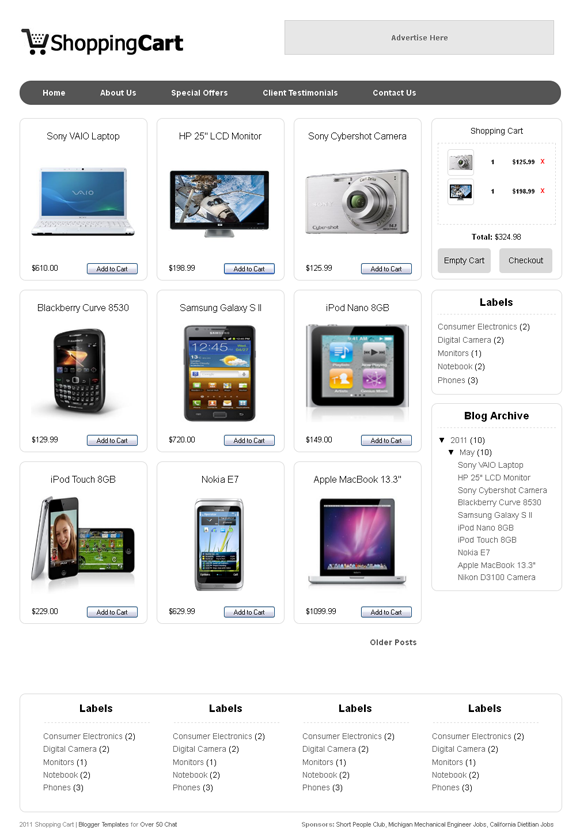 ShoppingCart
Advertise Here
Home About Us Special Offers Client Testimonials Contact Us
Sony VAIO Laptop
VAIO
$610.00 Add to Cart
HP 25" LCD Monitor
$198.99 Add to Cart
Sony Cybershot Camera
Cyber-shot
$125.99 Add to Cart
Blackberry Curve 8530
$129.99 Add to Cart
Samsung Galaxy S II
12:45
$720.00 Add to Cart
iPod Nano 8GB
$149.00 Add to Cart
iPod Touch 8GB
$229.00 Add to Cart
Nokia E7
$629.99 Add to Cart
Apple MacBook 13.3"
$1099.99 Add to Cart
Older Posts
Shopping Cart
1 $125.99 X
1 $198.99 X
Total: $324.98
Empty Cart Checkout
Labels
Consumer Electronics (2)
Digital Camera (2)
Monitors (1)
Notebook (2)
Phones (3)
Blog Archive
▼ 2011 (10)
▼ May (10)
Sony VAIO Laptop
HP 25" LCD Monitor
Sony Cybershot Camera
Blackberry Curve 8530
Samsung Galaxy S II
iPod Nano 8GB
iPod Touch 8GB
Nokia E7
Apple MacBook 13.3"
Nikon D3100 Camera
Labels
Consumer Electronics (2)
Digital Camera (2)
Monitors (1)
Notebook (2)
Phones (3)
Labels
Consumer Electronics (2)
Digital Camera (2)
Monitors (1)
Notebook (2)
Phones (3)
Labels
Consumer Electronics (2)
Digital Camera (2)
Monitors (1)
Notebook (2)
Phones (3)
Labels
Consumer Electronics (2)
Digital Camera (2)
Monitors (1)
Notebook (2)
Phones (3)
2011 Shopping Cart | Blogger Templates for Over 50 Chat
Sponsors: Short People Club, Michigan Mechanical Engineer Jobs, California Dietitian Jobs